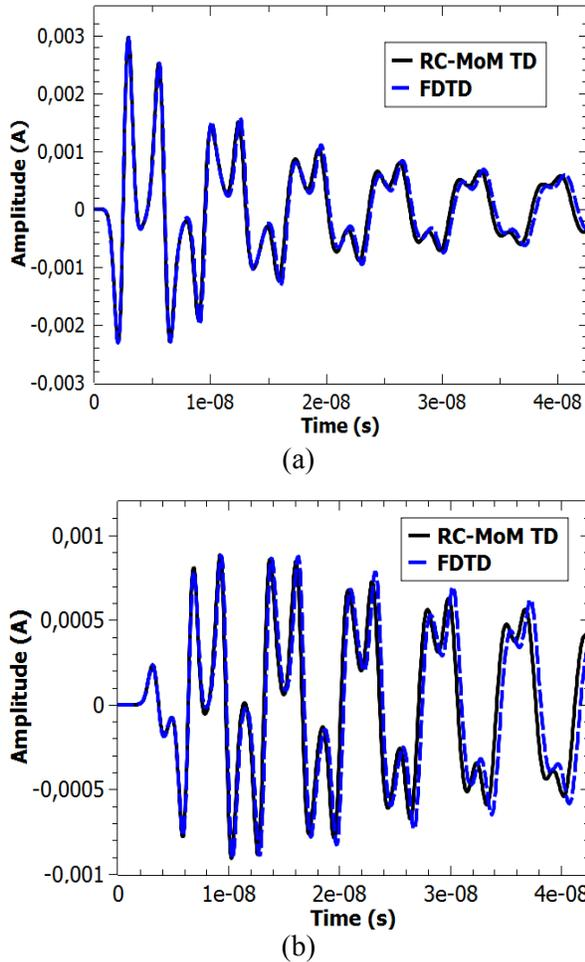 0,003
0,002
0,001
0
-0,001
-0,002
-0,003
Amplitude (A)
RC-MoM TD
FDTD
0 1e-08 2e-08 3e-08 4e-08
Time (s)
(a)
0,001
0,0005
0
-0,0005
-0,001
Amplitude (A)
RC-MoM TD
FDTD
0 1e-08 2e-08 3e-08 4e-08
Time (s)
(b)